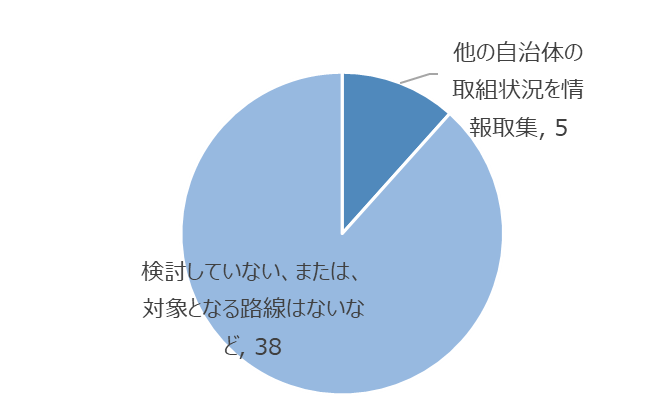 他の自治体の
取組状況を情
報取集, 5
検討していない、または、
対象となる路線はないな
ど, 38